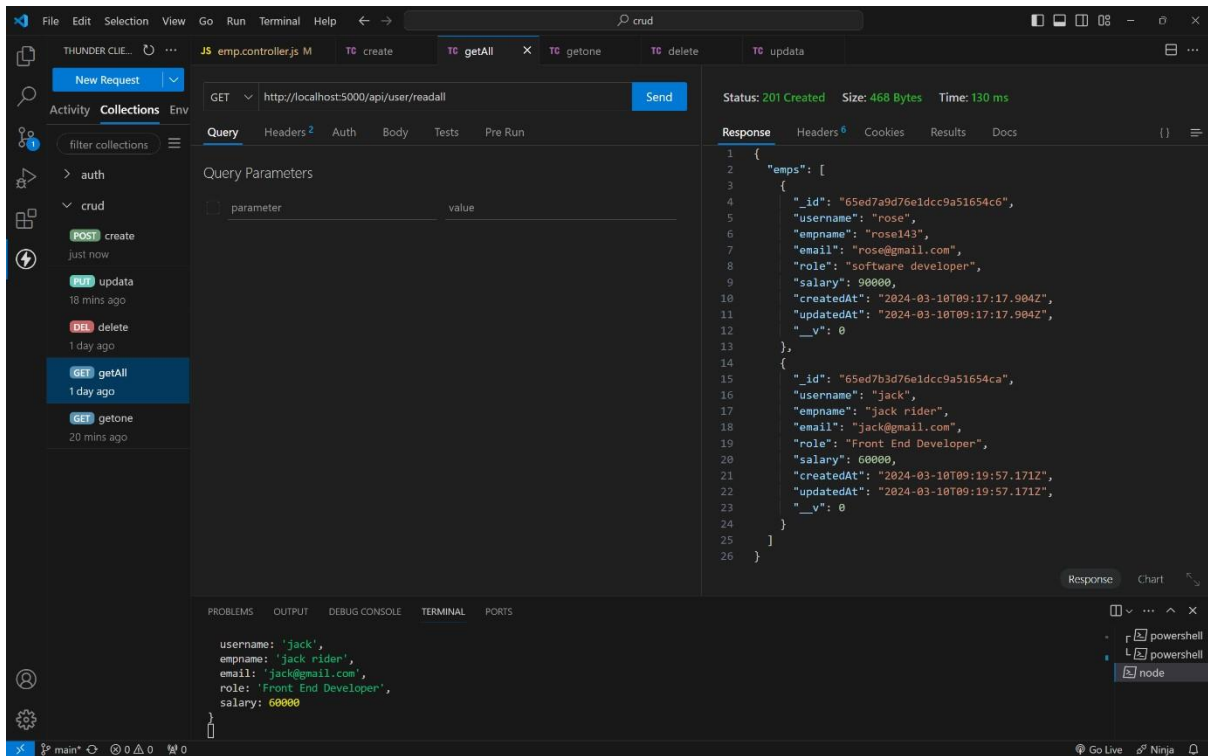 File Edit Selection View Go Run Terminal Help
crud
THUNDER CLIE...
JS emp.controller.js M
TC create
TC getAll
TC getone
TC delete
TC updata
New Request
Activity Collections Env
filter collections
auth
crud
POST create
just now
PUT updata
18 mins ago
DEL delete
1 day ago
GET getAll
1 day ago
GET getone
20 mins ago
GET http://localhost:5000/api/user/readall Send
Query Headers 2 Auth Body Tests Pre Run
Query Parameters
parameter value
Status: 201 Created Size: 468 Bytes Time: 130 ms
Response Headers 6 Cookies Results Docs {}
1 {
2 "emps": [
3 {
4 "_id": "65ed7a9d76e1dcc9a51654c6",
5 "username": "rose",
6 "empname": "rose143",
7 "email": "rose@gmail.com",
8 "role": "software developer",
9 "salary": 90000,
10 "createdAt": "2024-03-10T09:17:17.904Z",
11 "updatedAt": "2024-03-10T09:17:17.904Z",
12 "__v": 0
13 },
14 {
15 "_id": "65ed7b3d76e1dcc9a51654ca",
16 "username": "jack",
17 "empname": "jack rider",
18 "email": "jack@gmail.com",
19 "role": "Front End Developer",
20 "salary": 60000,
21 "createdAt": "2024-03-10T09:19:57.171Z",
22 "updatedAt": "2024-03-10T09:19:57.171Z",
23 "__v": 0
24 }
25 ]
26 }
Response Chart
PROBLEMS OUTPUT DEBUG CONSOLE TERMINAL PORTS
username: 'jack',
empname: 'jack rider',
email: 'jack@gmail.com',
role: 'Front End Developer',
salary: 60000
}
powershell
powershell
node
1
main* 0 0 0
Go Live Ninja